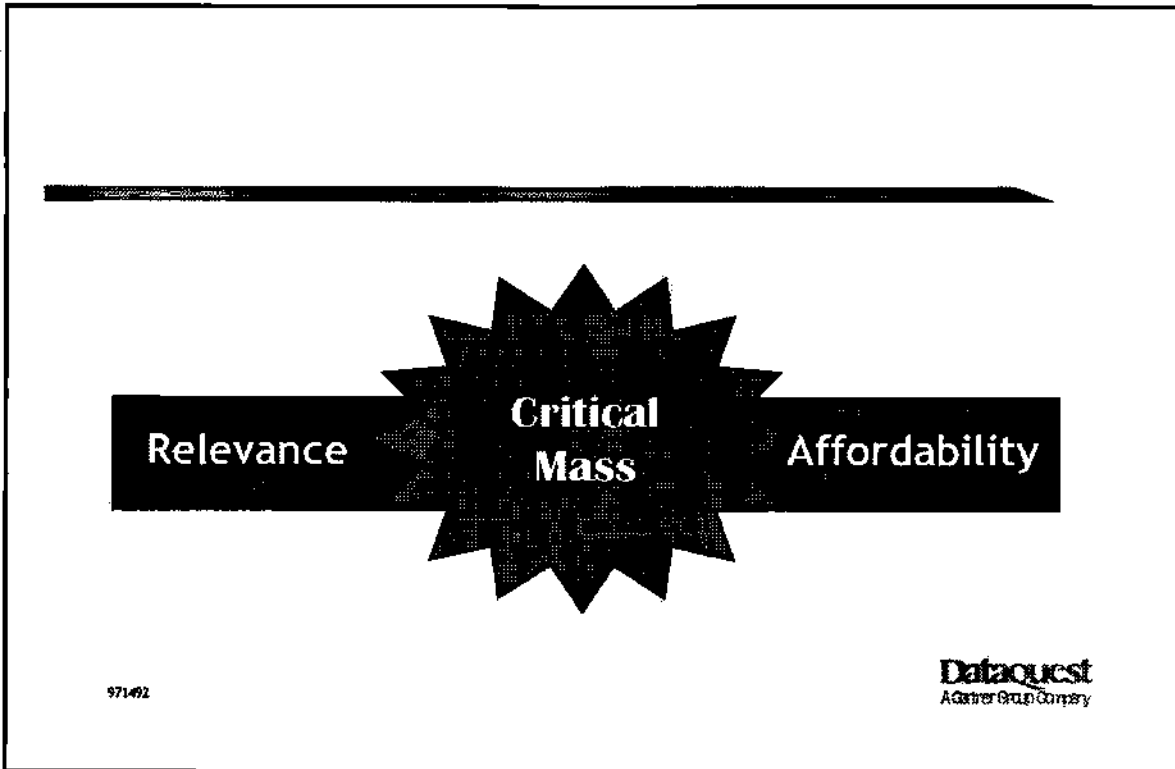 Relevance
Critical
Mass
Affordability
971492
Dataquest
A Gartner Group Company